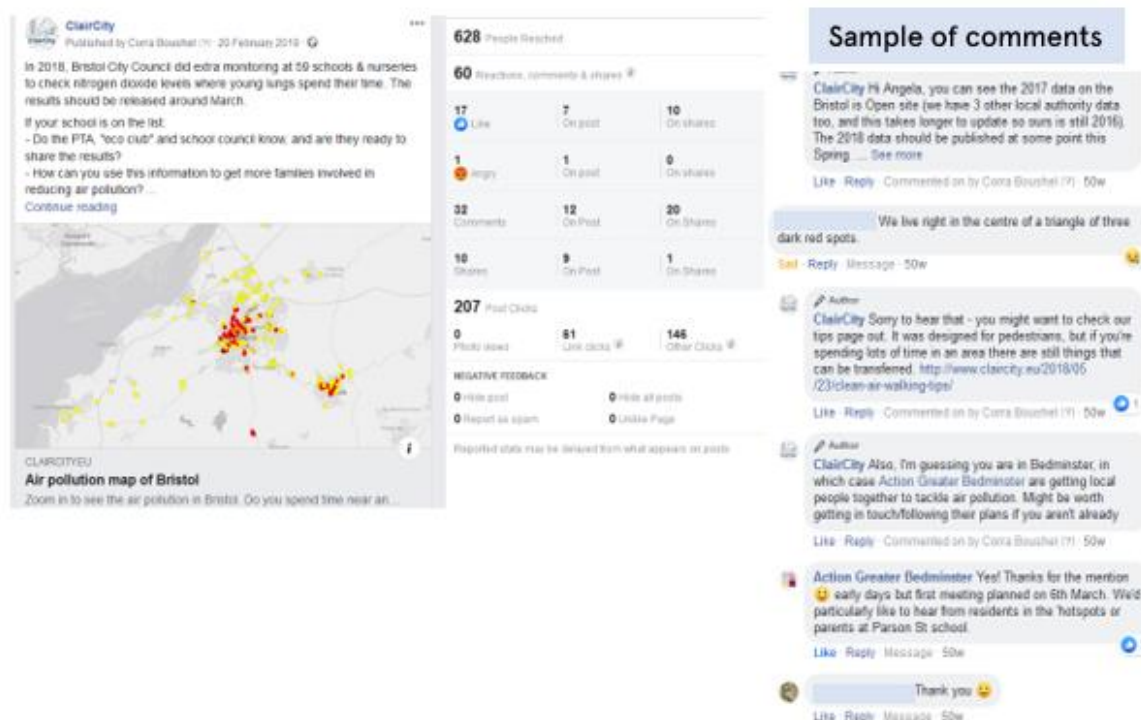 ClairCity
Published by Corra Boushel (?) · 20 February 2019 ·
In 2018, Bristol City Council did extra monitoring at 59 schools & nurseries
to check nitrogen dioxide levels where young lungs spend their time. The
results should be released around March.
If your school is on the list:
- Do the PTA, "eco club" and school council know, and are they ready to
share the results?
- How can you use this information to get more families involved in
reducing air pollution? ...
Continue reading
i
CLAIRCITYEU
Air pollution map of Bristol
Zoom in to see the air pollution in Bristol. Do you spend time near an...
628 People Reached
60 Reactions, comments & shares
17 7 10
Like On post On shares
1 1 0
Angry On post On shares
32 12 20
Comments On Post On Shares
10 9 1
Shares On Post On Shares
207 Post Clicks
0 61 146
Photo views Link clicks Other Clicks
NEGATIVE FEEDBACK
0 Hide post 0 Hide all posts
0 Report as spam 0 Unlike Page
Reported stats may be delayed from what appears on posts
Sample of comments
ClairCity Hi Angela, you can see the 2017 data on the
Bristol is Open site (we have 3 other local authority data
too, and this takes longer to update so ours is still 2016).
The 2018 data should be published at some point this
Spring. ... See more
Like · Reply · Commented on by Corra Boushel (?) · 50w
We live right in the centre of a triangle of three
dark red spots.
Sad · Reply · Message · 50w
Author
ClairCity Sorry to hear that - you might want to check our
tips page out. It was designed for pedestrians, but if you're
spending lots of time in an area there are still things that
can be transferred. http://www.claircity.eu/2018/05
/23/clean-air-walking-tips/
Like · Reply · Commented on by Corra Boushel (?) · 50w 1
Author
ClairCity Also, I'm guessing you are in Bedminster, in
which case Action Greater Bedminster are getting local
people together to tackle air pollution. Might be worth
getting in touch/following their plans if you aren't already
Like · Reply · Commented on by Corra Boushel (?) · 50w
Action Greater Bedminster Yes! Thanks for the mention
early days but first meeting planned on 6th March. We'd
particularly like to hear from residents in the 'hotspots or
parents at Parson St school.
Like · Reply · Message · 50w
Thank you
Like · Reply · Message · 50w